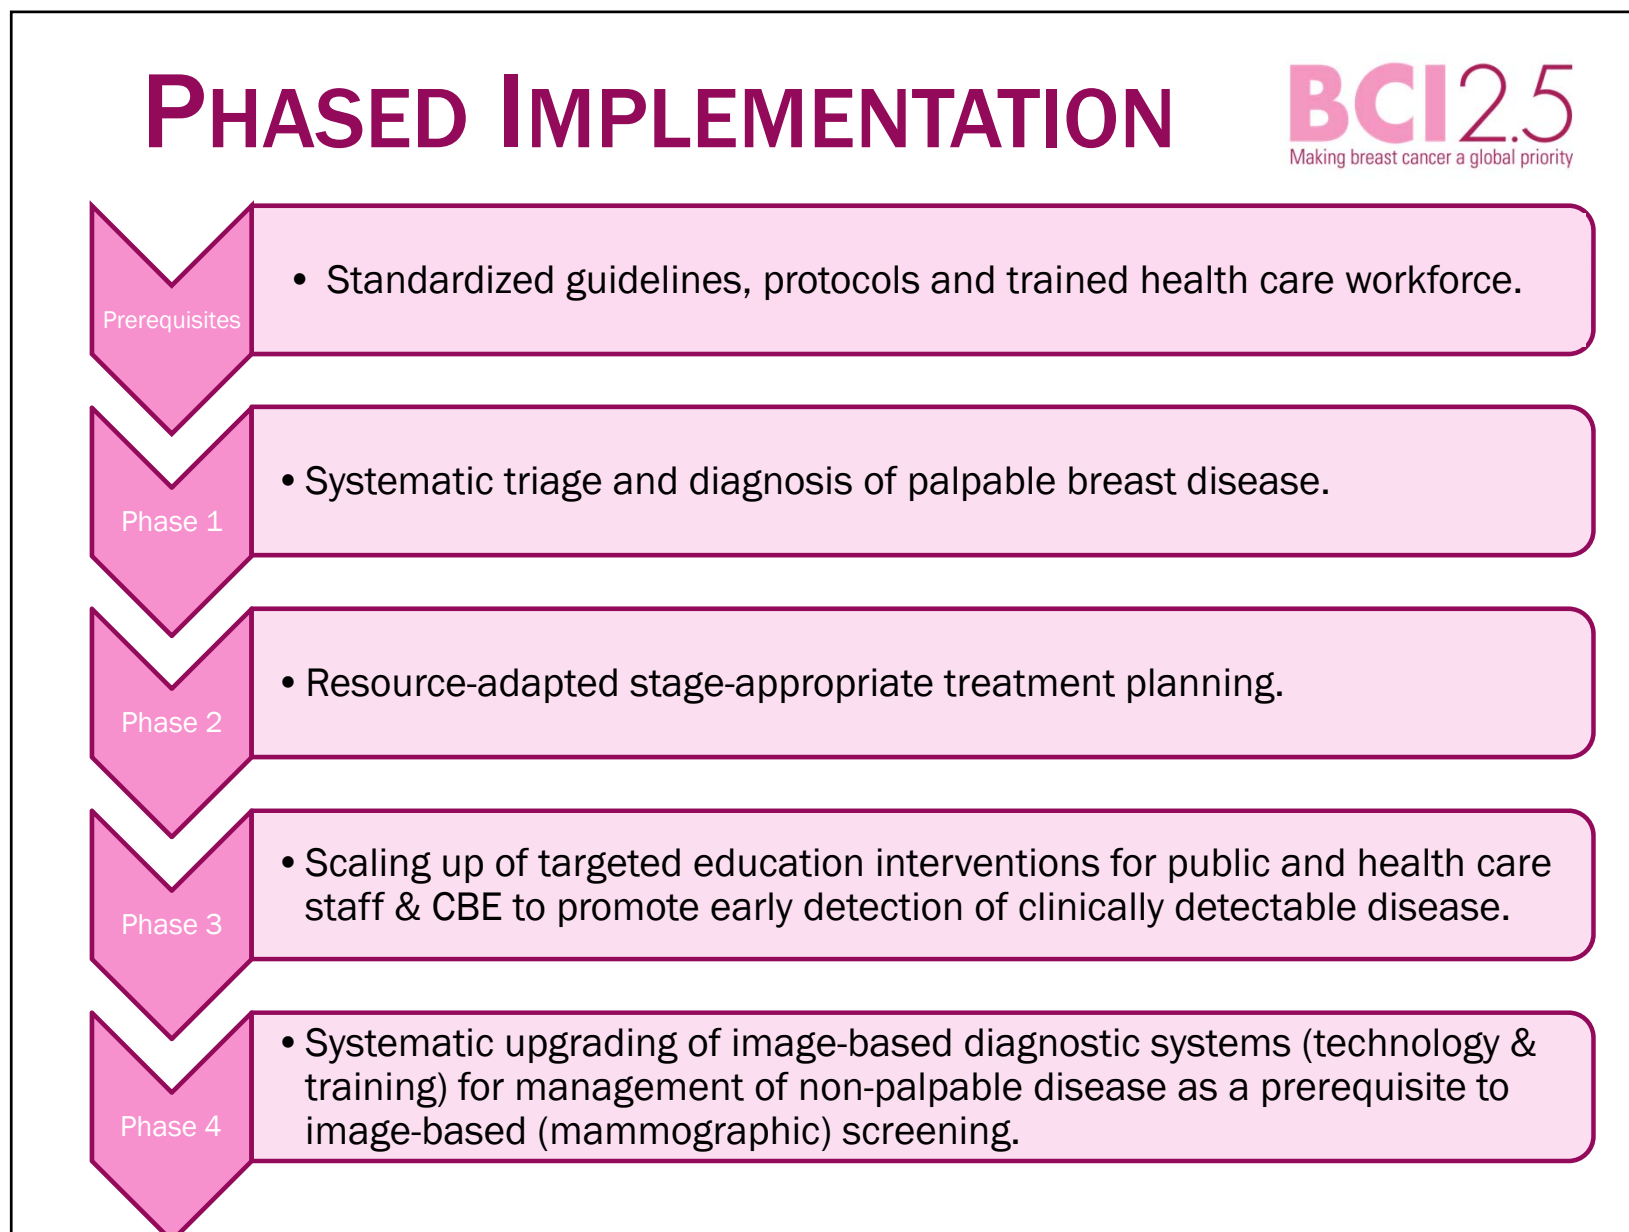 PHASED IMPLEMENTATION
BCI2.5
Making breast cancer a global priority
Prerequisites
• Standardized guidelines, protocols and trained health care workforce.
Phase 1
• Systematic triage and diagnosis of palpable breast disease.
Phase 2
• Resource-adapted stage-appropriate treatment planning.
Phase 3
• Scaling up of targeted education interventions for public and health care
staff & CBE to promote early detection of clinically detectable disease.
Phase 4
• Systematic upgrading of image-based diagnostic systems (technology &
training) for management of non-palpable disease as a prerequisite to
image-based (mammographic) screening.